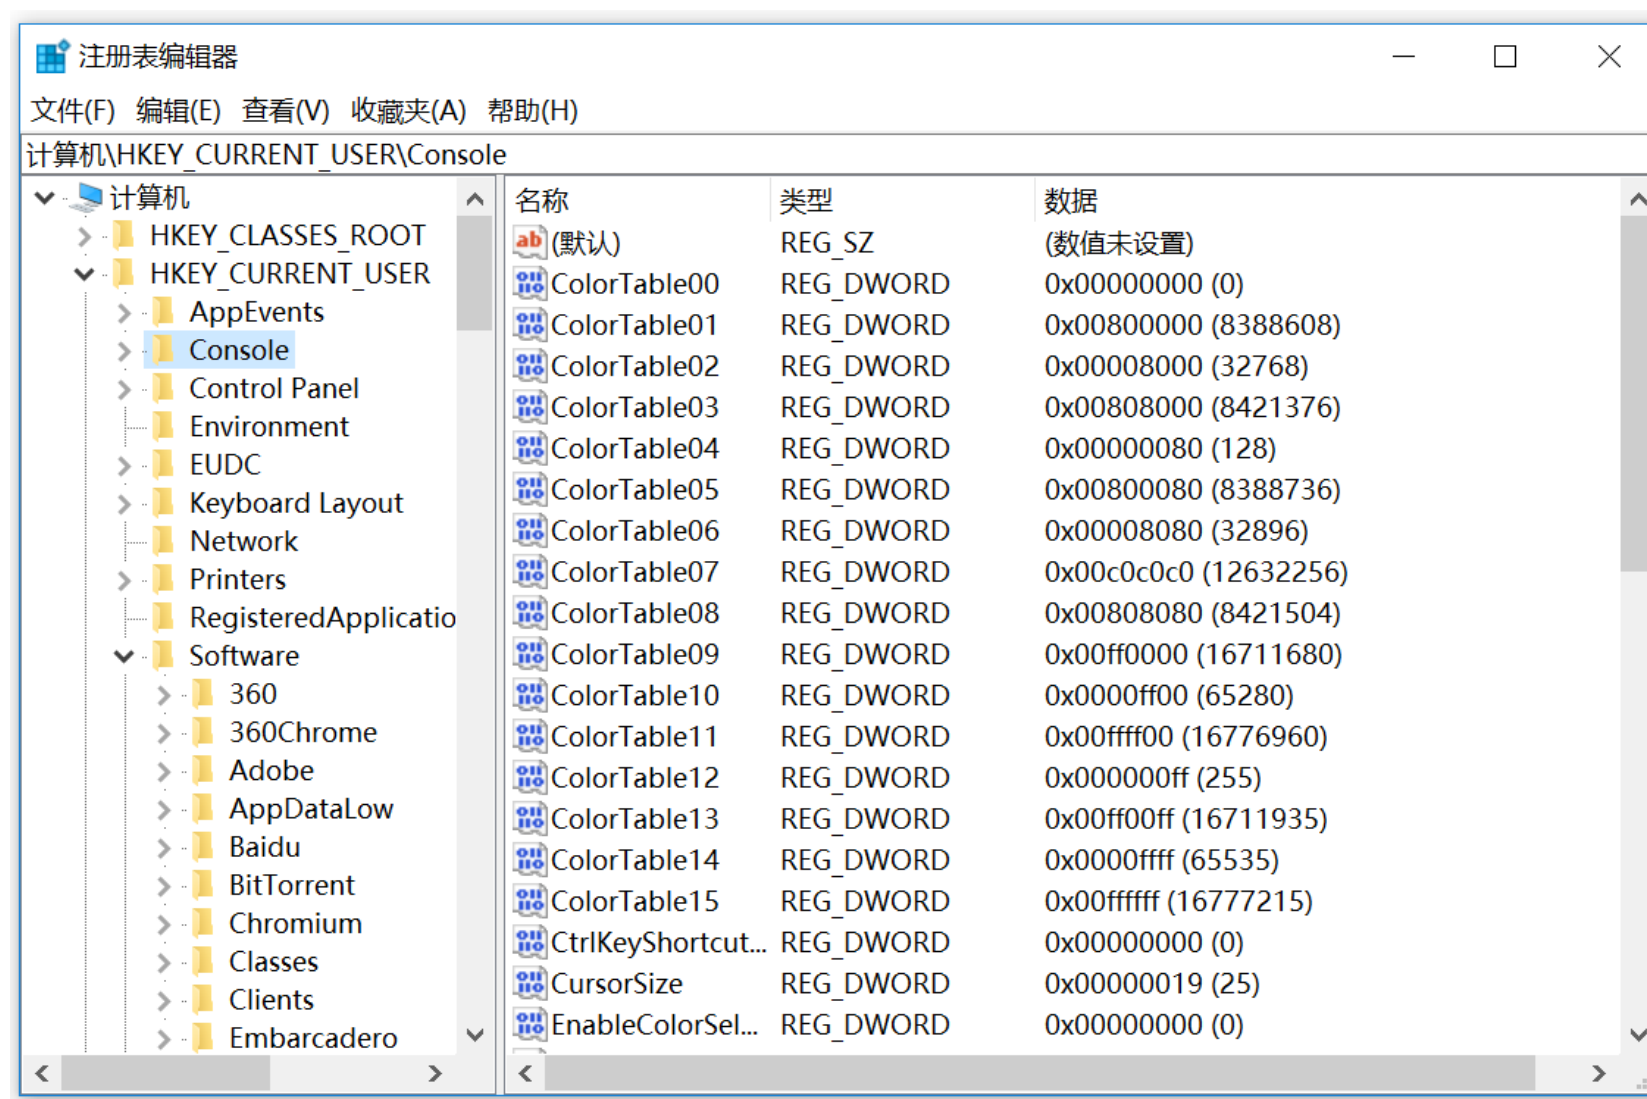 注册表编辑器
文件(F) 编辑(E) 查看(V) 收藏夹(A) 帮助(H)
计算机\HKEY_CURRENT_USER\Console
计算机
HKEY_CLASSES_ROOT
HKEY_CURRENT_USER
AppEvents
Console
Control Panel
Environment
EUDC
Keyboard Layout
Network
Printers
RegisteredApplicatio
Software
360
360Chrome
Adobe
AppDataLow
Baidu
BitTorrent
Chromium
Classes
Clients
Embarcadero
名称 类型 数据
(默认) REG_SZ (数值未设置)
ColorTable00 REG_DWORD 0x00000000 (0)
ColorTable01 REG_DWORD 0x00800000 (8388608)
ColorTable02 REG_DWORD 0x00008000 (32768)
ColorTable03 REG_DWORD 0x00808000 (8421376)
ColorTable04 REG_DWORD 0x00000080 (128)
ColorTable05 REG_DWORD 0x00800080 (8388736)
ColorTable06 REG_DWORD 0x00008080 (32896)
ColorTable07 REG_DWORD 0x00c0c0c0 (12632256)
ColorTable08 REG_DWORD 0x00808080 (8421504)
ColorTable09 REG_DWORD 0x00ff0000 (16711680)
ColorTable10 REG_DWORD 0x0000ff00 (65280)
ColorTable11 REG_DWORD 0x00ffff00 (16776960)
ColorTable12 REG_DWORD 0x000000ff (255)
ColorTable13 REG_DWORD 0x00ff00ff (16711935)
ColorTable14 REG_DWORD 0x0000ffff (65535)
ColorTable15 REG_DWORD 0x00ffffff (16777215)
CtrlKeyShortcut... REG_DWORD 0x00000000 (0)
CursorSize REG_DWORD 0x00000019 (25)
EnableColorSel... REG_DWORD 0x00000000 (0)